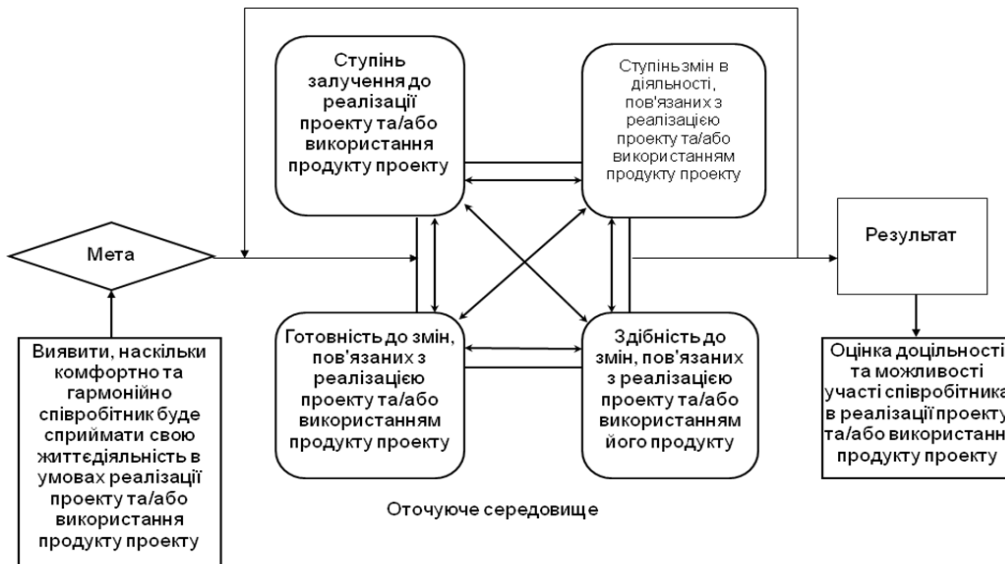 Ступінь
залучення до
реалізації
проекту та/або
використання
продукту проекту
Ступінь змін в
діяльності,
пов'язаних з
реалізацією
проекту та/або
використанням
продукту проекту
Мета
Результат
Виявити, наскільки
комфортно та
гармонійно
співробітник буде
сприймати свою
життєдіяльність в
умовах реалізації
проекту та/або
використання
продукту проекту
Готовність до змін,
пов'язаних з
реалізацією
проекту та/або
використанням
продукту проекту
Здібність до
змін, пов'язаних
з реалізацією
проекту та/або
використанням
його продукту
Оцінка доцільності
та можливості
участі співробітника
в реалізації проекту
та/або використанн
продукту проекту
Оточуюче середовище